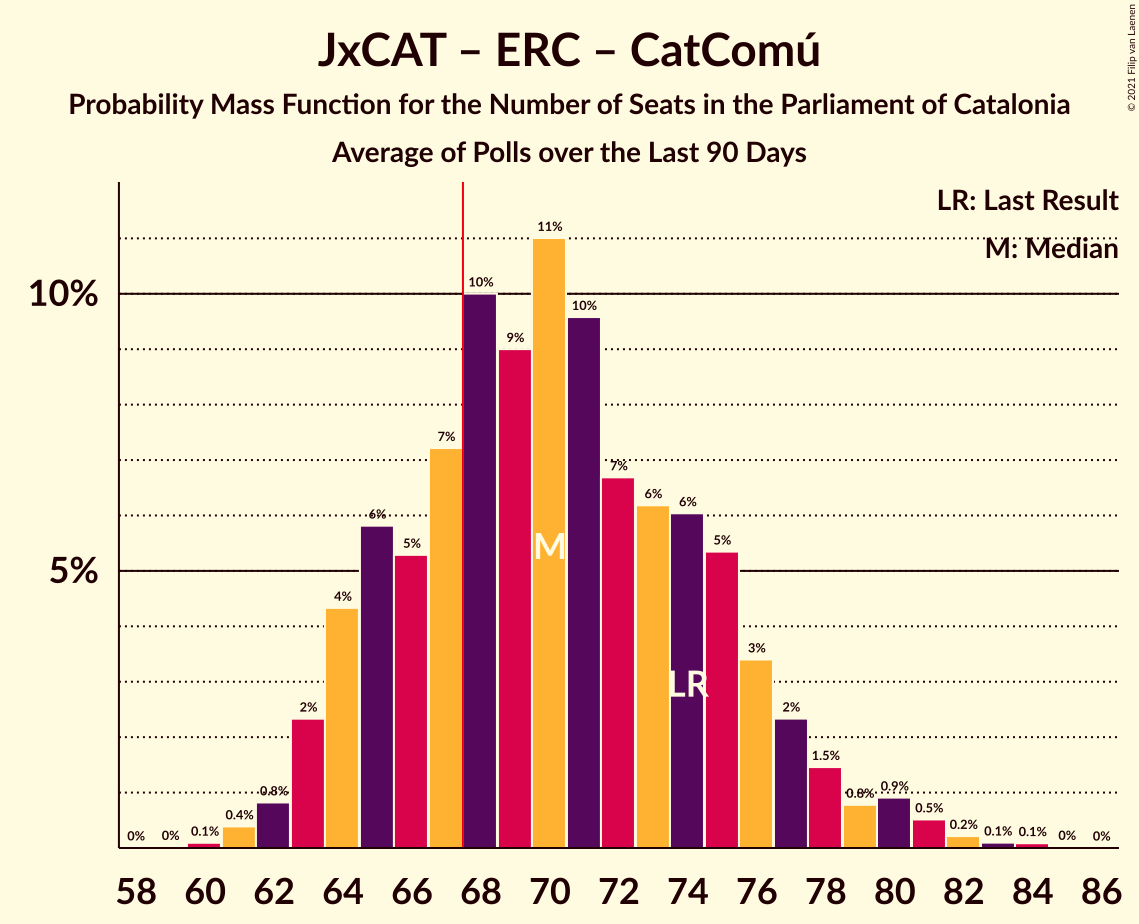 JxCAT – ERC – CatComú
Probability Mass Function for the Number of Seats in the Parliament of Catalonia
Average of Polls over the Last 90 Days
© 2021 Filip van Laenen
LR: Last Result
M: Median
10%
5%
0% 0% 0.1% 0.4% 0.8% 2% 4% 6% 5% 7% 10% 9% 11% 10% 7% 6% 6% 5% 3% 2% 1.5% 0.8% 0.9% 0.5% 0.2% 0.1% 0.1% 0% 0%
M
LR
58 60 62 64 66 68 70 72 74 76 78 80 82 84 86